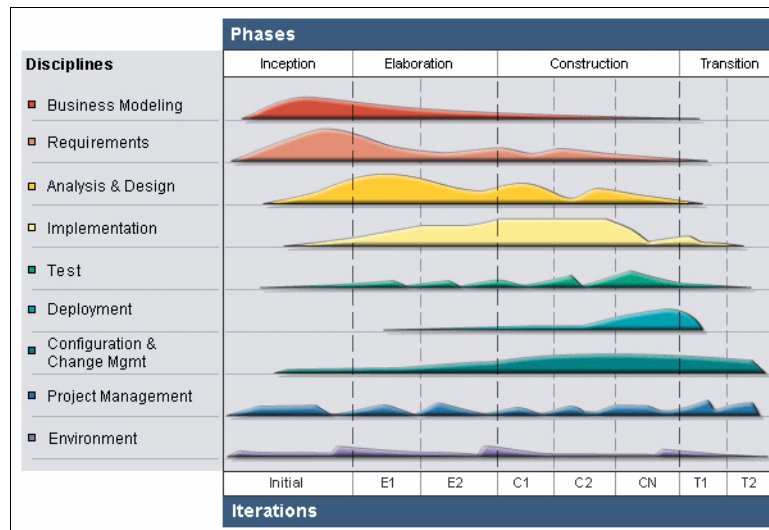 Phases
Disciplines
Inception
Elaboration
Construction
Transition
Business Modeling
Requirements
Analysis & Design
Implementation
Test
Deployment
Configuration &
Change Mgmt
Project Management
Environment
Initial
E1
E2
C1
C2
CN
T1
T2
Iterations